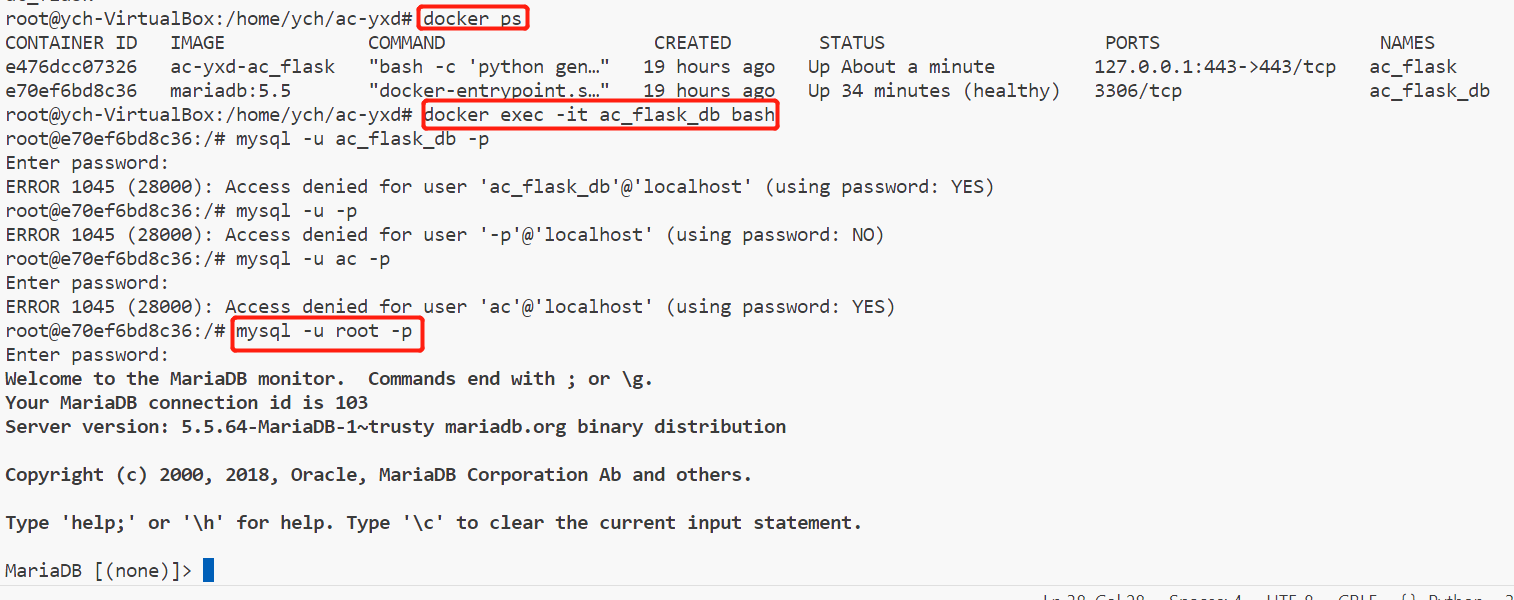 root@ych-VirtualBox:/home/ych/ac-yxd# docker ps
CONTAINER ID   IMAGE             COMMAND                  CREATED        STATUS                    PORTS                    NAMES
e476dcc07326   ac-yxd-ac_flask   "bash -c 'python gen…"   19 hours ago   Up About a minute         127.0.0.1:443->443/tcp   ac_flask
e70ef6bd8c36   mariadb:5.5       "docker-entrypoint.s…"   19 hours ago   Up 34 minutes (healthy)   3306/tcp                 ac_flask_db
root@ych-VirtualBox:/home/ych/ac-yxd# docker exec -it ac_flask_db bash
root@e70ef6bd8c36:/# mysql -u ac_flask_db -p
Enter password:
ERROR 1045 (28000): Access denied for user 'ac_flask_db'@'localhost' (using password: YES)
root@e70ef6bd8c36:/# mysql -u -p
ERROR 1045 (28000): Access denied for user '-p'@'localhost' (using password: NO)
root@e70ef6bd8c36:/# mysql -u ac -p
Enter password:
ERROR 1045 (28000): Access denied for user 'ac'@'localhost' (using password: YES)
root@e70ef6bd8c36:/# mysql -u root -p
Enter password:
Welcome to the MariaDB monitor.  Commands end with ; or \g.
Your MariaDB connection id is 103
Server version: 5.5.64-MariaDB-1~trusty mariadb.org binary distribution
Copyright (c) 2000, 2018, Oracle, MariaDB Corporation Ab and others.
Type 'help;' or '\h' for help. Type '\c' to clear the current input statement.
MariaDB [(none)]>